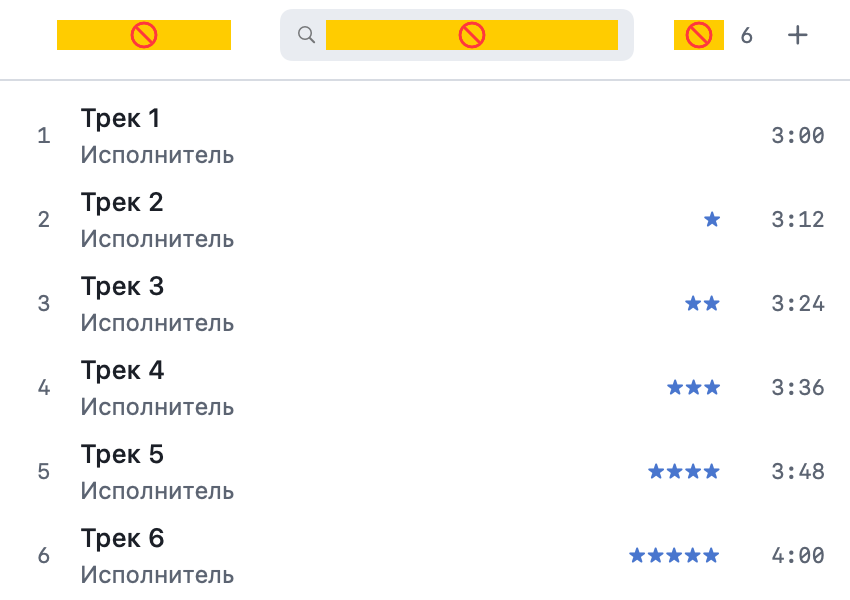 6 +
1 Трек 1 3:00
Исполнитель
2 Трек 2 ★ 3:12
Исполнитель
3 Трек 3 ★★ 3:24
Исполнитель
4 Трек 4 ★★★ 3:36
Исполнитель
5 Трек 5 ★★★★ 3:48
Исполнитель
6 Трек 6 ★★★★★ 4:00
Исполнитель